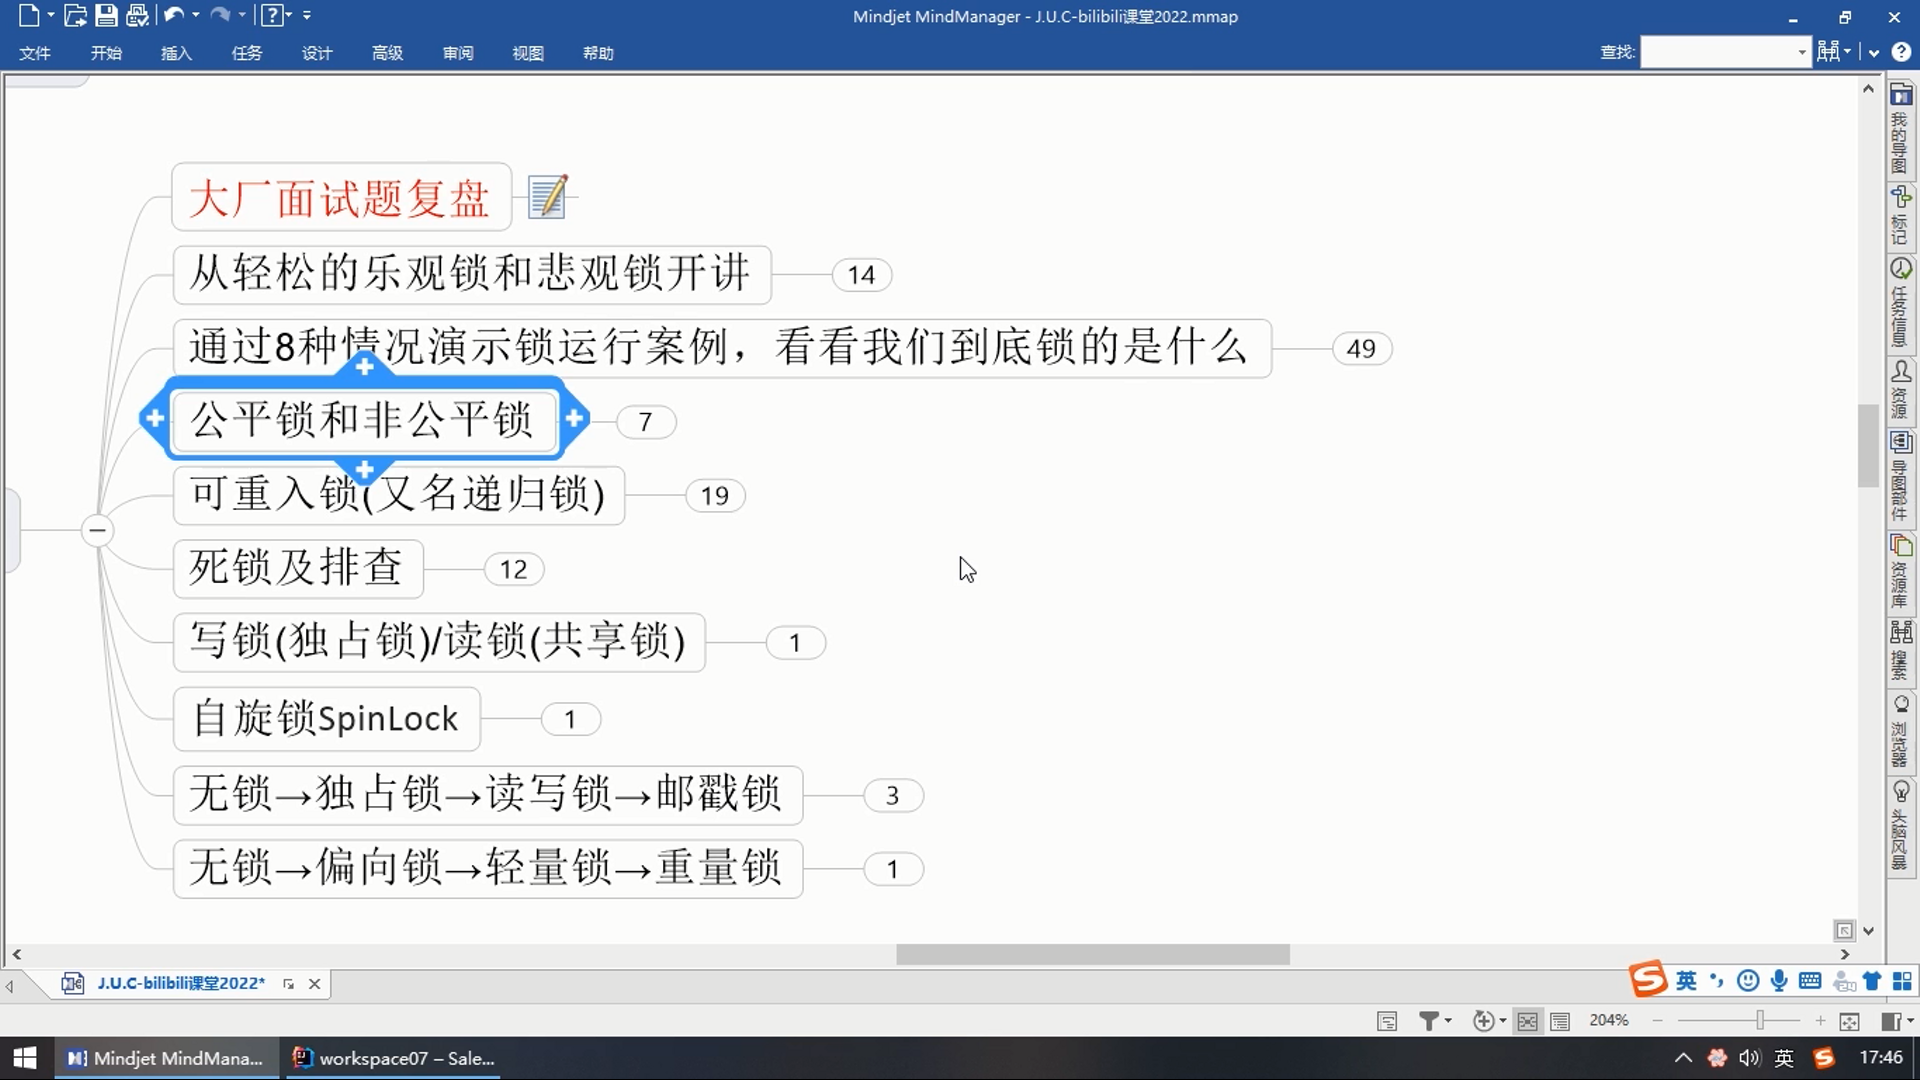 Mindjet MindManager - J.U.C-bilibili课堂2022.mmap
文件 开始 插入 任务 设计 高级 审阅 视图 帮助
查找:
大厂面试题复盘
从轻松的乐观锁和悲观锁开讲 14
通过8种情况演示锁运行案例，看看我们到底锁的是什么 49
公平锁和非公平锁 7
可重入锁(又名递归锁) 19
死锁及排查 12
写锁(独占锁)/读锁(共享锁) 1
自旋锁SpinLock 1
无锁→独占锁→读写锁→邮戳锁 3
无锁→偏向锁→轻量锁→重量锁 1
我的导图
标记
任务信息
资源
导图部件
资源库
搜索
浏览器
头脑风暴
J.U.C-bilibili课堂2022*
英
204%
Mindjet MindMana...
workspace07 – Sale...
英
17:46